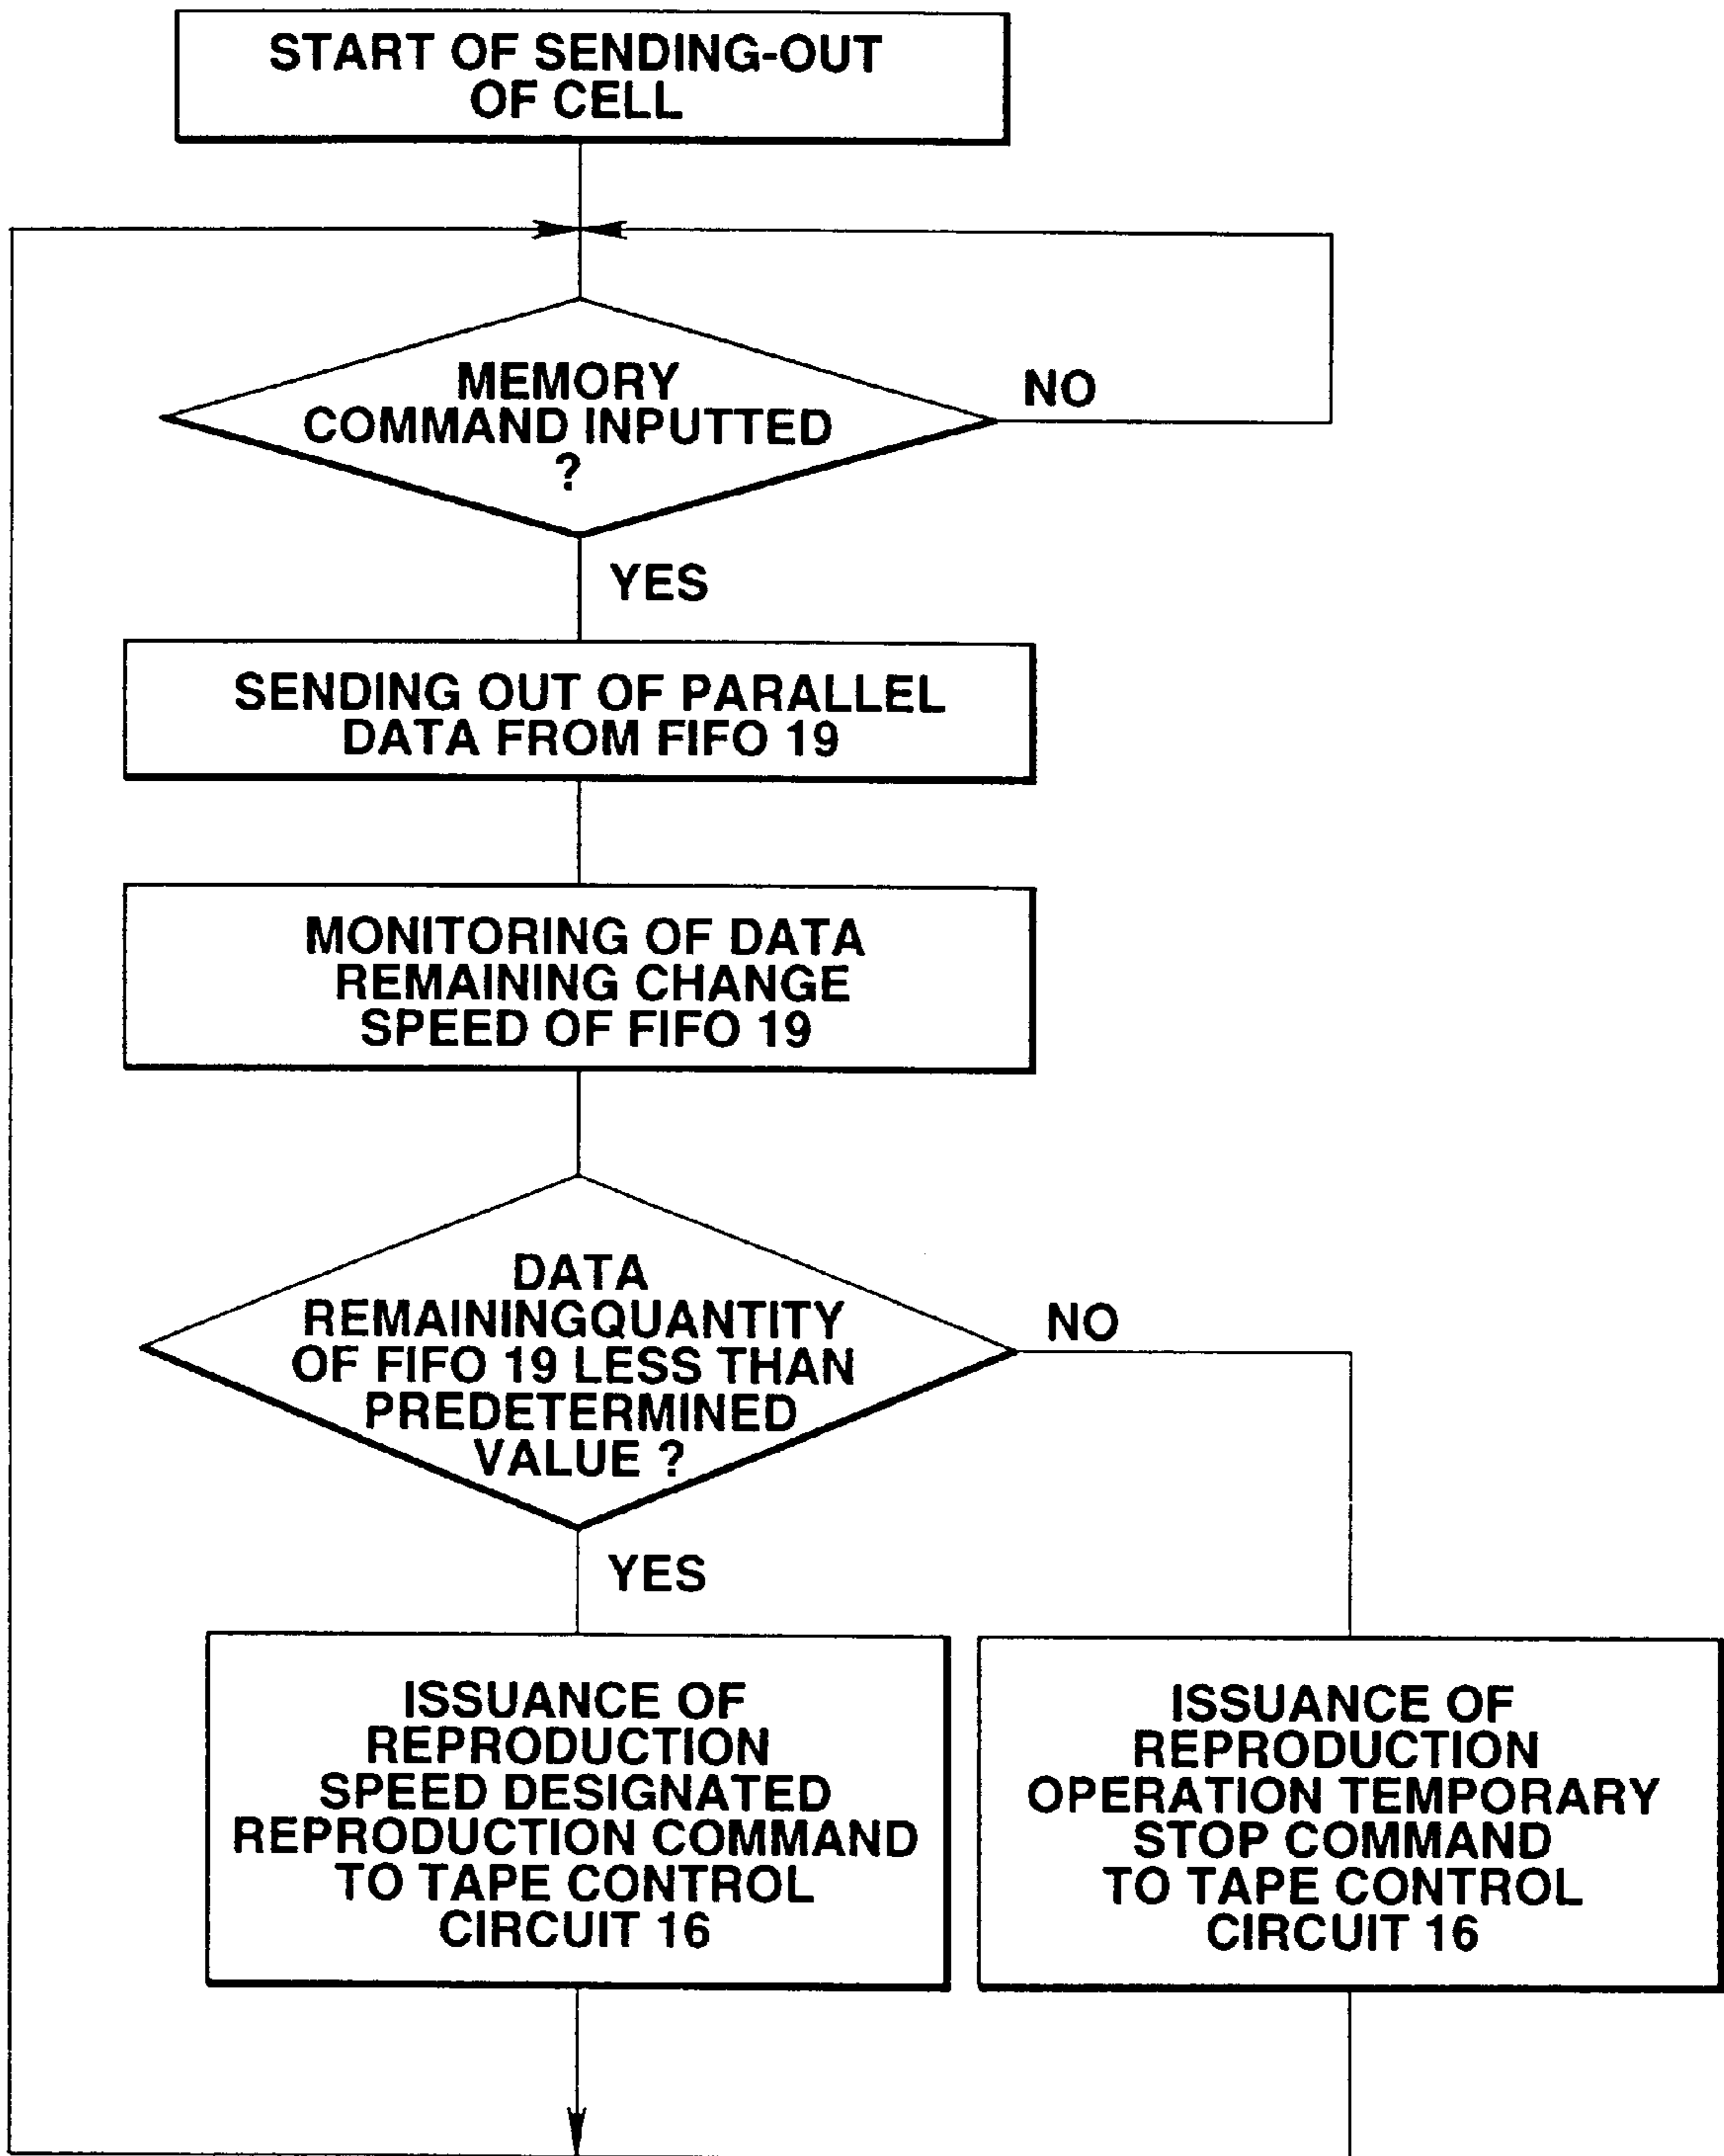 START OF SENDING-OUT
OF CELL
MEMORY
COMMAND INPUTTED
?
NO
YES
SENDING OUT OF PARALLEL
DATA FROM FIFO 19
MONITORING OF DATA
REMAINING CHANGE
SPEED OF FIFO 19
DATA
REMAININGQUANTITY
OF FIFO 19 LESS THAN
PREDETERMINED
VALUE ?
NO
YES
ISSUANCE OF
REPRODUCTION
SPEED DESIGNATED
REPRODUCTION COMMAND
TO TAPE CONTROL
CIRCUIT 16
ISSUANCE OF
REPRODUCTION
OPERATION TEMPORARY
STOP COMMAND
TO TAPE CONTROL
CIRCUIT 16